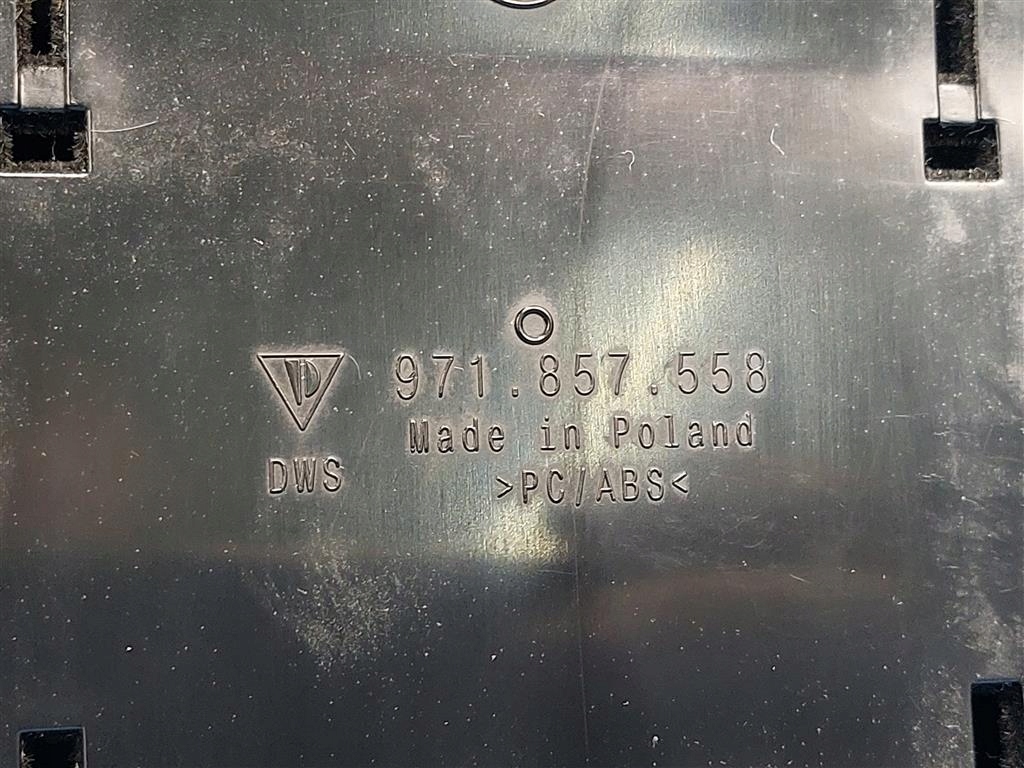 971.857.558
Made in Poland
DWS >PC/ABS<